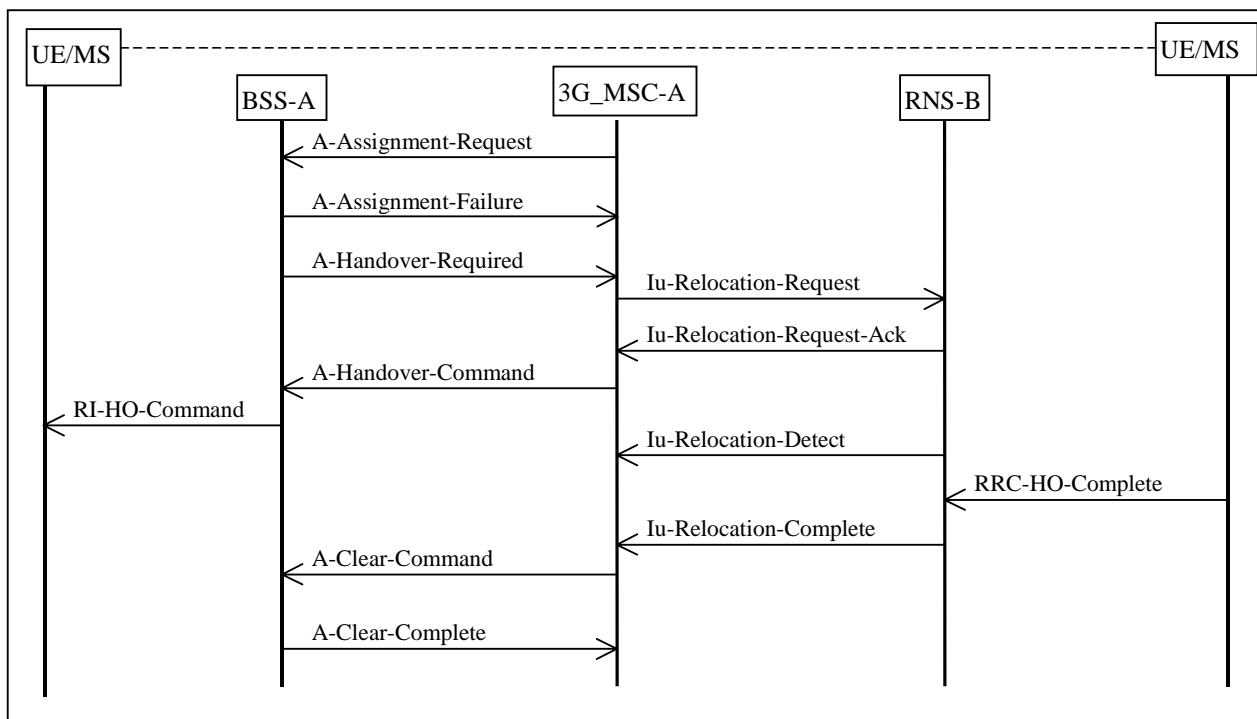 UE/MS
UE/MS
BSS-A
3G_MSC-A
RNS-B
A-Assignment-Request
A-Assignment-Failure
A-Handover-Required
Iu-Relocation-Request
Iu-Relocation-Request-Ack
A-Handover-Command
RI-HO-Command
Iu-Relocation-Detect
RRC-HO-Complete
Iu-Relocation-Complete
A-Clear-Command
A-Clear-Complete